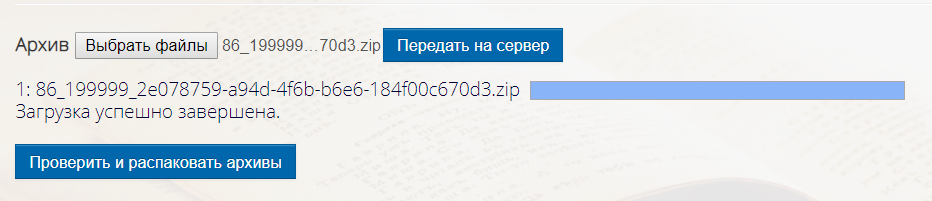 Архив Выбрать файлы 86_199999...70d3.zip Передать на сервер
1: 86_199999_2e078759-a94d-4f6b-b6e6-184f00c670d3.zip
Загрузка успешно завершена.
Проверить и распаковать архивы